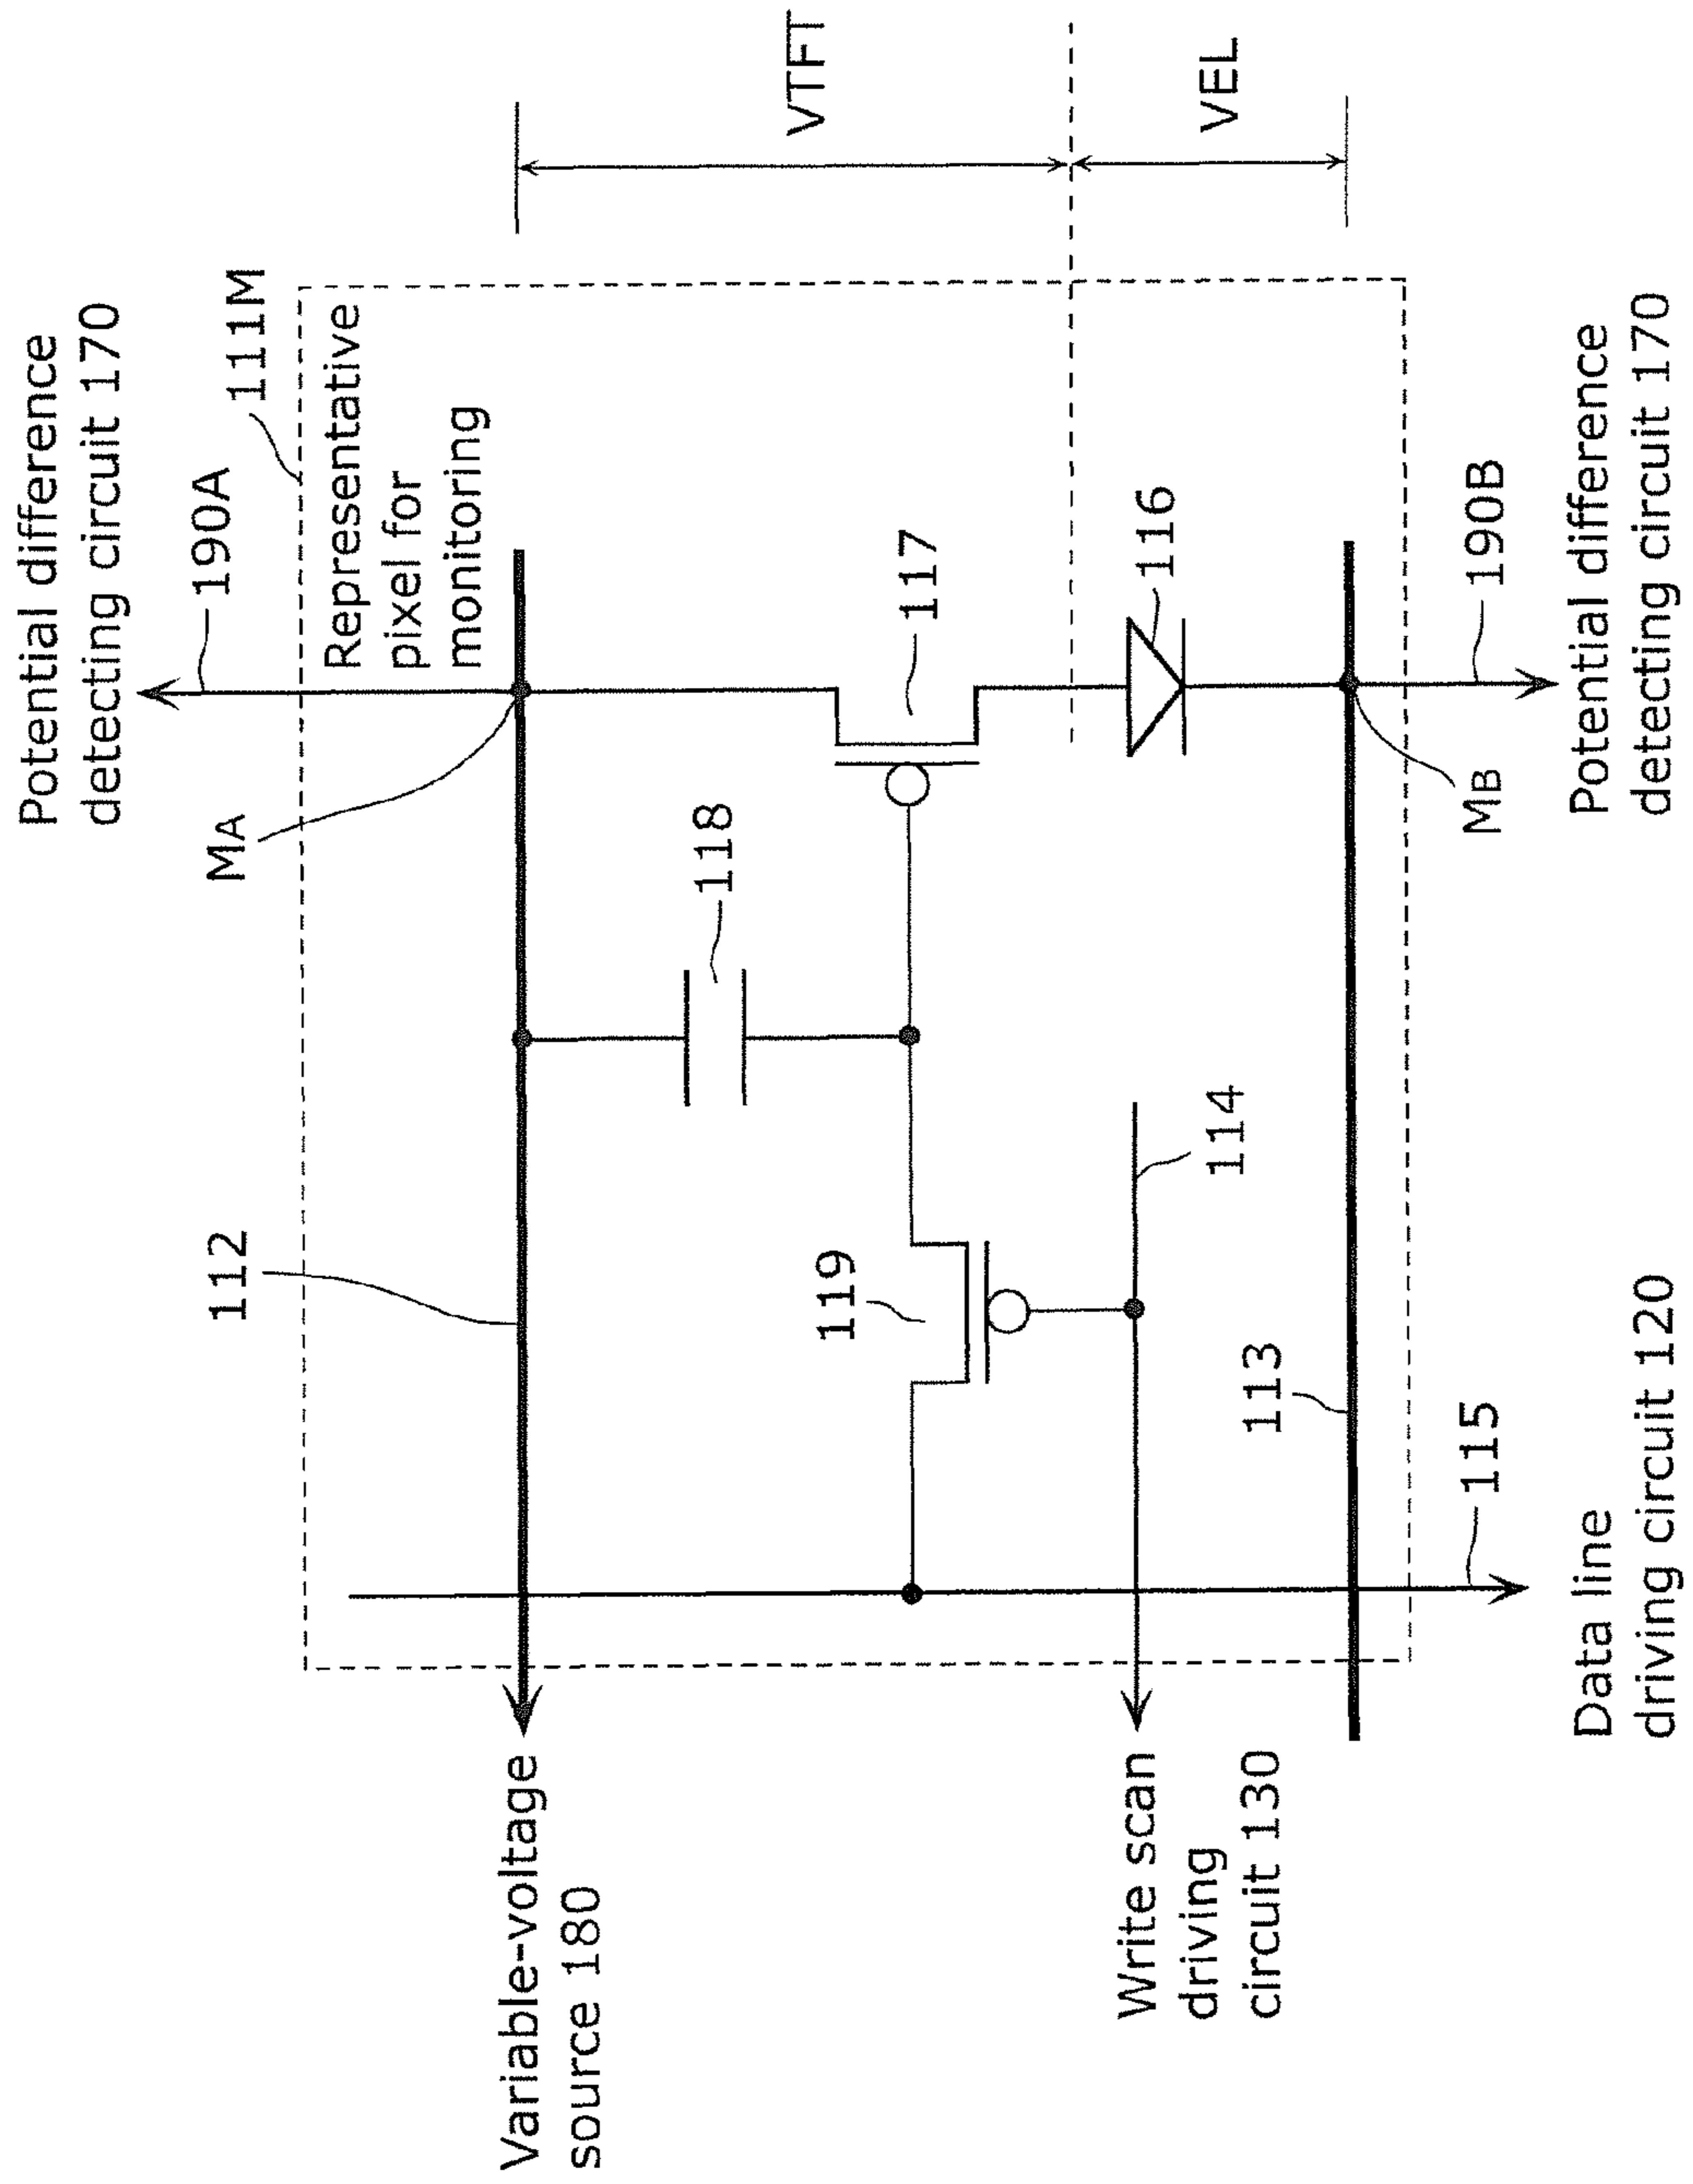 Potential difference
detecting circuit 170
190A
111M
MA
112
Representative
pixel for
monitoring
VTFT
Variable-voltage
source 180
118
117
119
116
VEL
114
Write scan
driving
circuit 130
113
115
MB
190B
Data line
driving circuit 120
Potential difference
detecting circuit 170